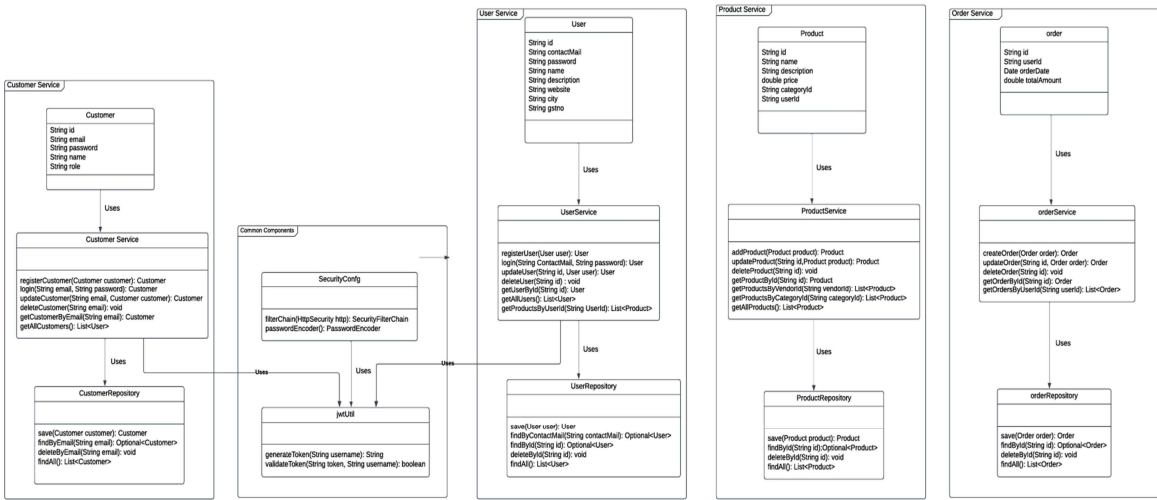 Customer Service
Customer
String id
String email
String password
String name
String role
Uses
Customer Service
registerCustomer(Customer customer): Customer
login(String email, String password): Customer
updateCustomer(String email, Customer customer): Customer
deleteCustomer(String email): void
getCustomerByEmail(String email): Customer
getAllCustomers(): List<User>
Uses
CustomerRepository
save(Customer customer): Customer
findByEmail(String email): Optional<Customer>
deleteByEmail(String email): void
findAll(): List<Customer>
Common Components
SecurityConfg
filterChain(HttpSecurity http): SecurityFilterChain
passwordEncoder(): PasswordEncoder
Uses
Uses
jwtUtil
generateToken(String username): String
validateToken(String token, String username): boolean
User Service
User
String id
String contactMail
String password
String name
String description
String website
String city
String gstno
Uses
UserService
registerUser(User user): User
login(String ContactMail, String password): User
updateUser(String id, User user): User
deleteUser(String id) : void
getUserById(String id): User
getAllUsers(): List<User>
getProductsByUserId(String UserId): List<Product>
Uses
Uses
UserRepository
save(User user): User
findByContactMail(String contactMail): Optional<User>
findById(String id): Optional<User>
deleteById(String id): void
findAll(): List<User>
Product Service
Product
String id
String name
String description
double price
String categoryId
String userId
Uses
ProductService
addProduct(Product product): Product
updateProduct(String id,Product product): Product
deleteProduct(String id): void
getProductById(String id): Product
getProductsByVendorId(String vendorId): List<Product>
getProductsByCategoryId(String categoryId): List<Product>
getAllProducts(): List<Product>
Uses
ProductRepository
save(Product product): Product
findById(String id):Optional<Product>
deleteById(String id): void
findAll(): List<Product>
Order Service
order
String id
String userId
Date orderDate
double totalAmount
Uses
orderService
createOrder(Order order): Order
updateOrder(String id, Order order): Order
deleteOrder(String id): void
getOrderById(String id): Order
getOrdersByUserId(String userId): List<Order>
Uses
orderRepository
save(Order order): Order
findById(String id): Optional<Order>
deleteById(String id): void
findAll(): List<Order>